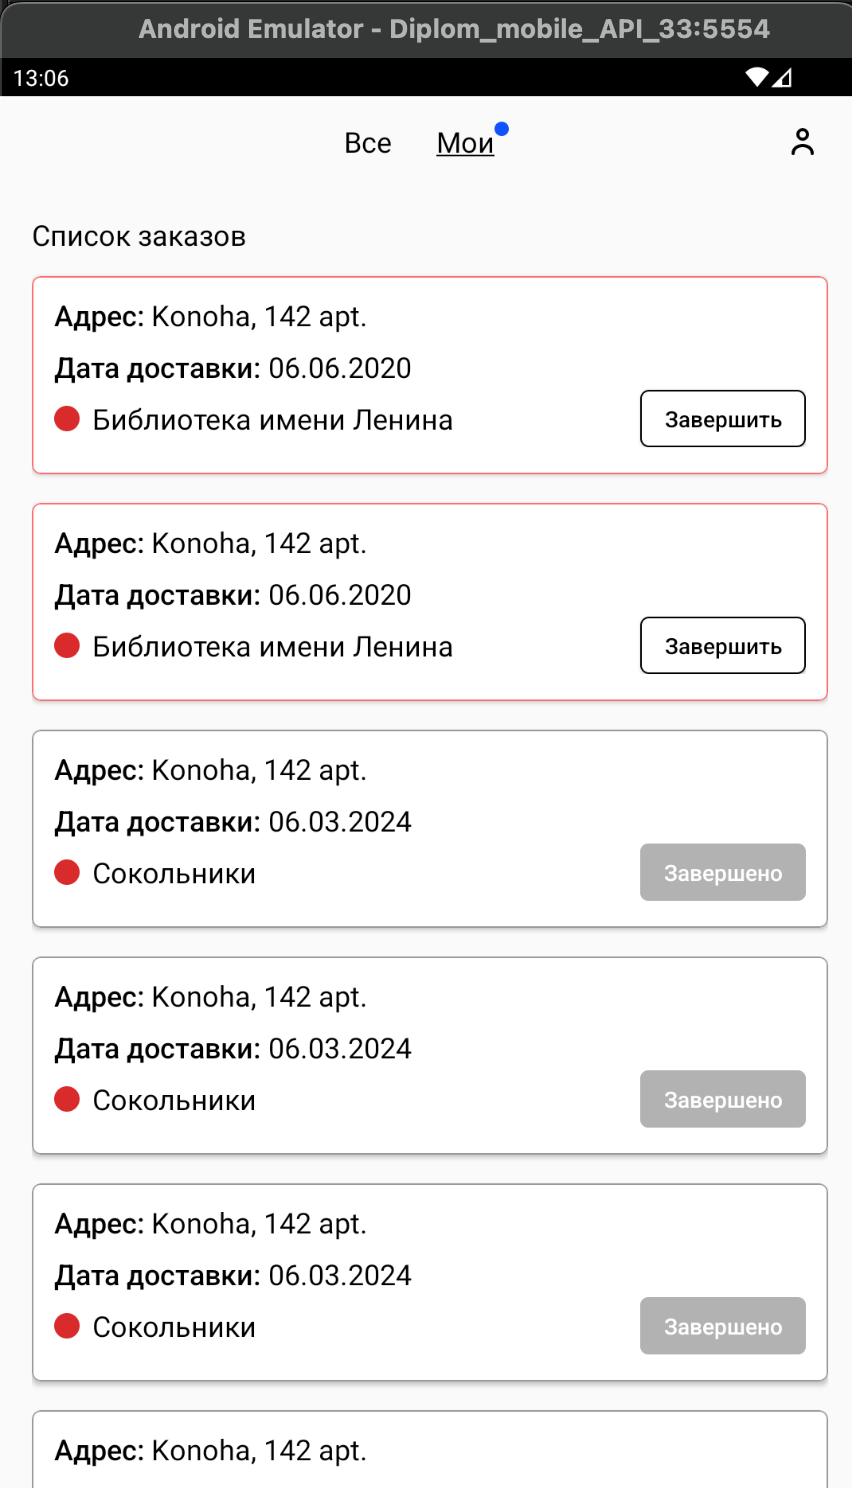 Android Emulator - Diplom_mobile_API_33:5554
13:06
Все Мои
Список заказов
Адрес: Konoha, 142 apt.
Дата доставки: 06.06.2020
Библиотека имени Ленина Завершить
Адрес: Konoha, 142 apt.
Дата доставки: 06.06.2020
Библиотека имени Ленина Завершить
Адрес: Konoha, 142 apt.
Дата доставки: 06.03.2024
Сокольники Завершено
Адрес: Konoha, 142 apt.
Дата доставки: 06.03.2024
Сокольники Завершено
Адрес: Konoha, 142 apt.
Дата доставки: 06.03.2024
Сокольники Завершено
Адрес: Konoha, 142 apt.